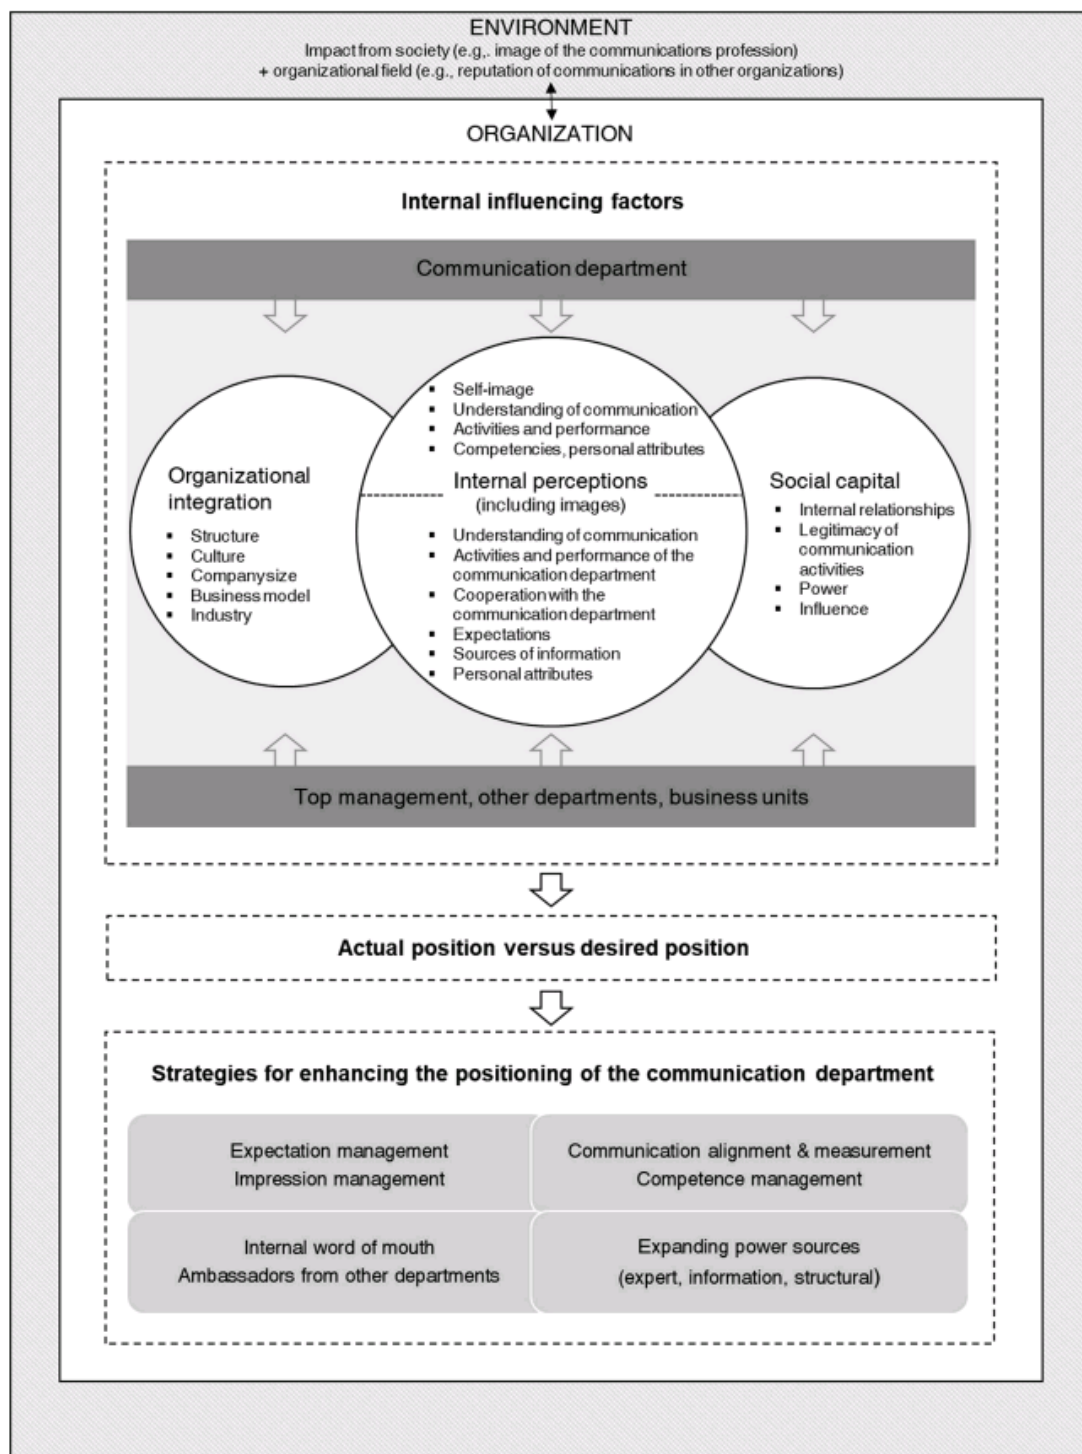 ENVIRONMENT
Impact from society (e.g,. image of the communications profession)
+ organizational field (e.g., reputation of communications in other organizations)
ORGANIZATION
Internal influencing factors
Communication department
Organizational
integration
▪ Structure
▪ Culture
▪ Companysize
▪ Business model
▪ Industry
▪ Self-image
▪ Understanding of communication
▪ Activities and performance
▪ Competencies, personal attributes
Internal perceptions
(including images)
▪ Understanding of communication
▪ Activities and performance of the
communication department
▪ Cooperation with the
communication department
▪ Expectations
▪ Sources of information
▪ Personal attributes
Social capital
▪ Internal relationships
▪ Legitimacy of
communication
activities
▪ Power
▪ Influence
Top management, other departments, business units
Actual position versus desired position
Strategies for enhancing the positioning of the communication department
Expectation management
Impression management
Communication alignment & measurement
Competence management
Internal word of mouth
Ambassadors from other departments
Expanding power sources
(expert, information, structural)